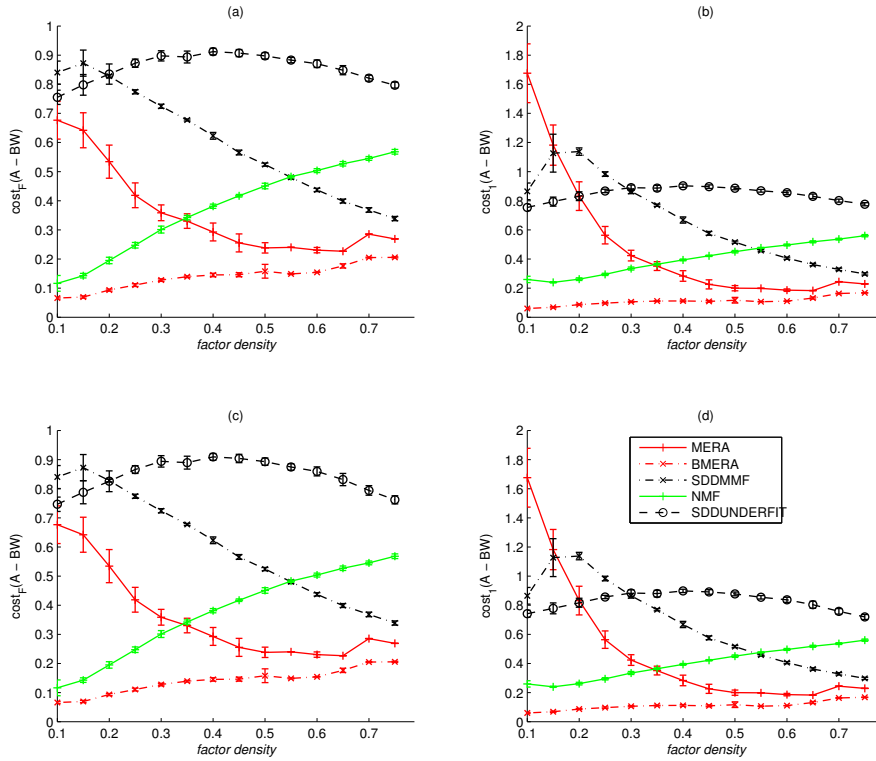 (a)
cost_F(A − BW)
1
0.9
0.8
0.7
0.6
0.5
0.4
0.3
0.2
0.1
0
0.1 0.2 0.3 0.4 0.5 0.6 0.7
factor density
(b)
cost_1(A − BW)
2
1.8
1.6
1.4
1.2
1
0.8
0.6
0.4
0.2
0
0.1 0.2 0.3 0.4 0.5 0.6 0.7
factor density
(c)
cost_F(A − BW)
1
0.9
0.8
0.7
0.6
0.5
0.4
0.3
0.2
0.1
0
0.1 0.2 0.3 0.4 0.5 0.6 0.7
factor density
(d)
cost_1(A − BW)
2
1.8
1.6
1.4
1.2
1
0.8
0.6
0.4
0.2
0
0.1 0.2 0.3 0.4 0.5 0.6 0.7
factor density
MERA
BMERA
SDDMMF
NMF
SDDUNDERFIT